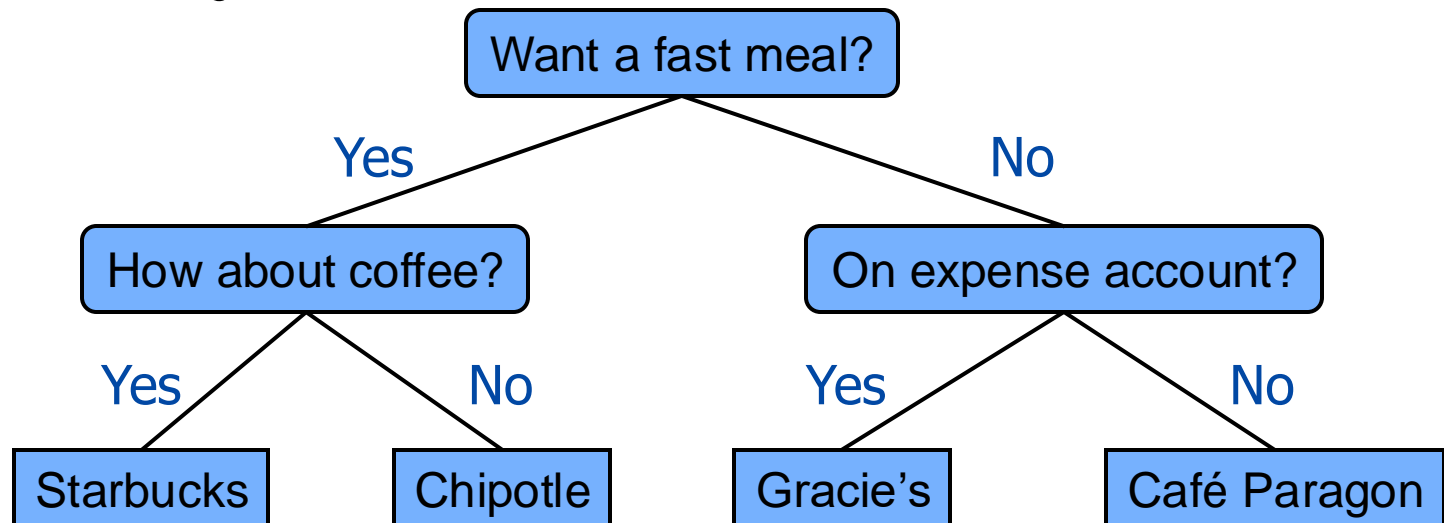 Want a fast meal?
Yes
No
How about coffee?
On expense account?
Yes
No
Yes
No
Starbucks
Chipotle
Gracie’s
Café Paragon